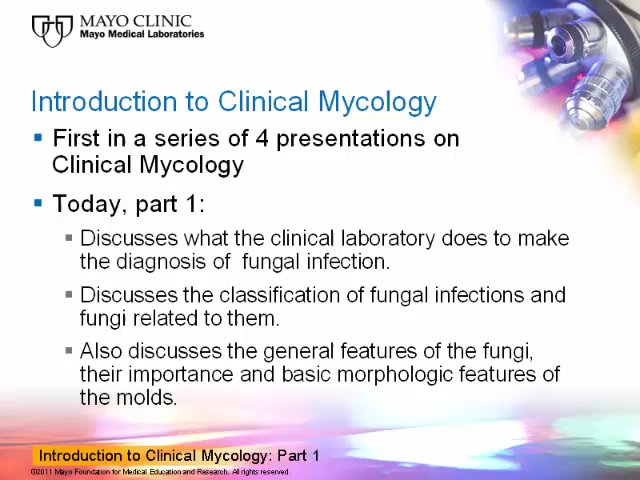 MAYO CLINIC
Mayo Medical Laboratories
Introduction to Clinical Mycology
First in a series of 4 presentations on
Clinical Mycology
Today, part 1:
Discusses what the clinical laboratory does to make
the diagnosis of fungal infection.
Discusses the classification of fungal infections and
fungi related to them.
Also discusses the general features of the fungi,
their importance and basic morphologic features of
the molds.
Introduction to Clinical Mycology: Part 1
©2011 Mayo Foundation for Medical Education and Research. All rights reserved.